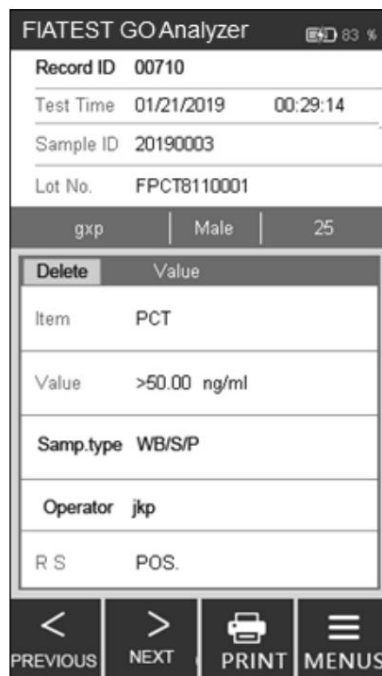 FIATEST GO Analyzer 83 %
Record ID 00710
Test Time 01/21/2019 00:29:14
Sample ID 20190003
Lot No. FPCT8110001
gxp Male 25
Delete Value
Item PCT
Value >50.00 ng/ml
Samp.type WB/S/P
Operator jkp
R S POS.
< > 
PREVIOUS NEXT PRINT MENUS